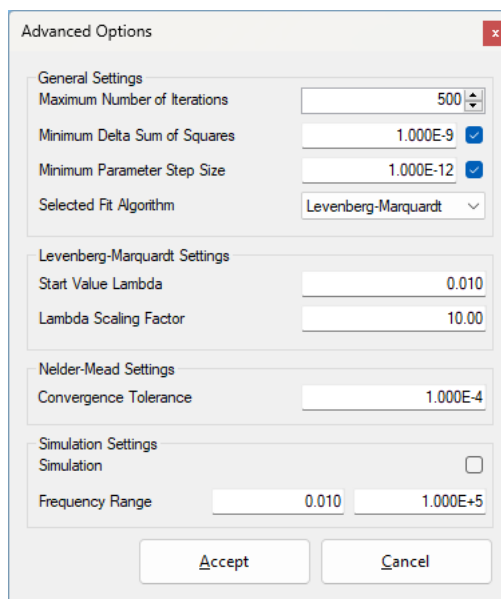 Advanced Options
x
General Settings
Maximum Number of Iterations 500
Minimum Delta Sum of Squares 1.000E-9
Minimum Parameter Step Size 1.000E-12
Selected Fit Algorithm Levenberg-Marquardt
Levenberg-Marquardt Settings
Start Value Lambda 0.010
Lambda Scaling Factor 10.00
Nelder-Mead Settings
Convergence Tolerance 1.000E-4
Simulation Settings
Simulation
Frequency Range 0.010 1.000E+5
Accept Cancel